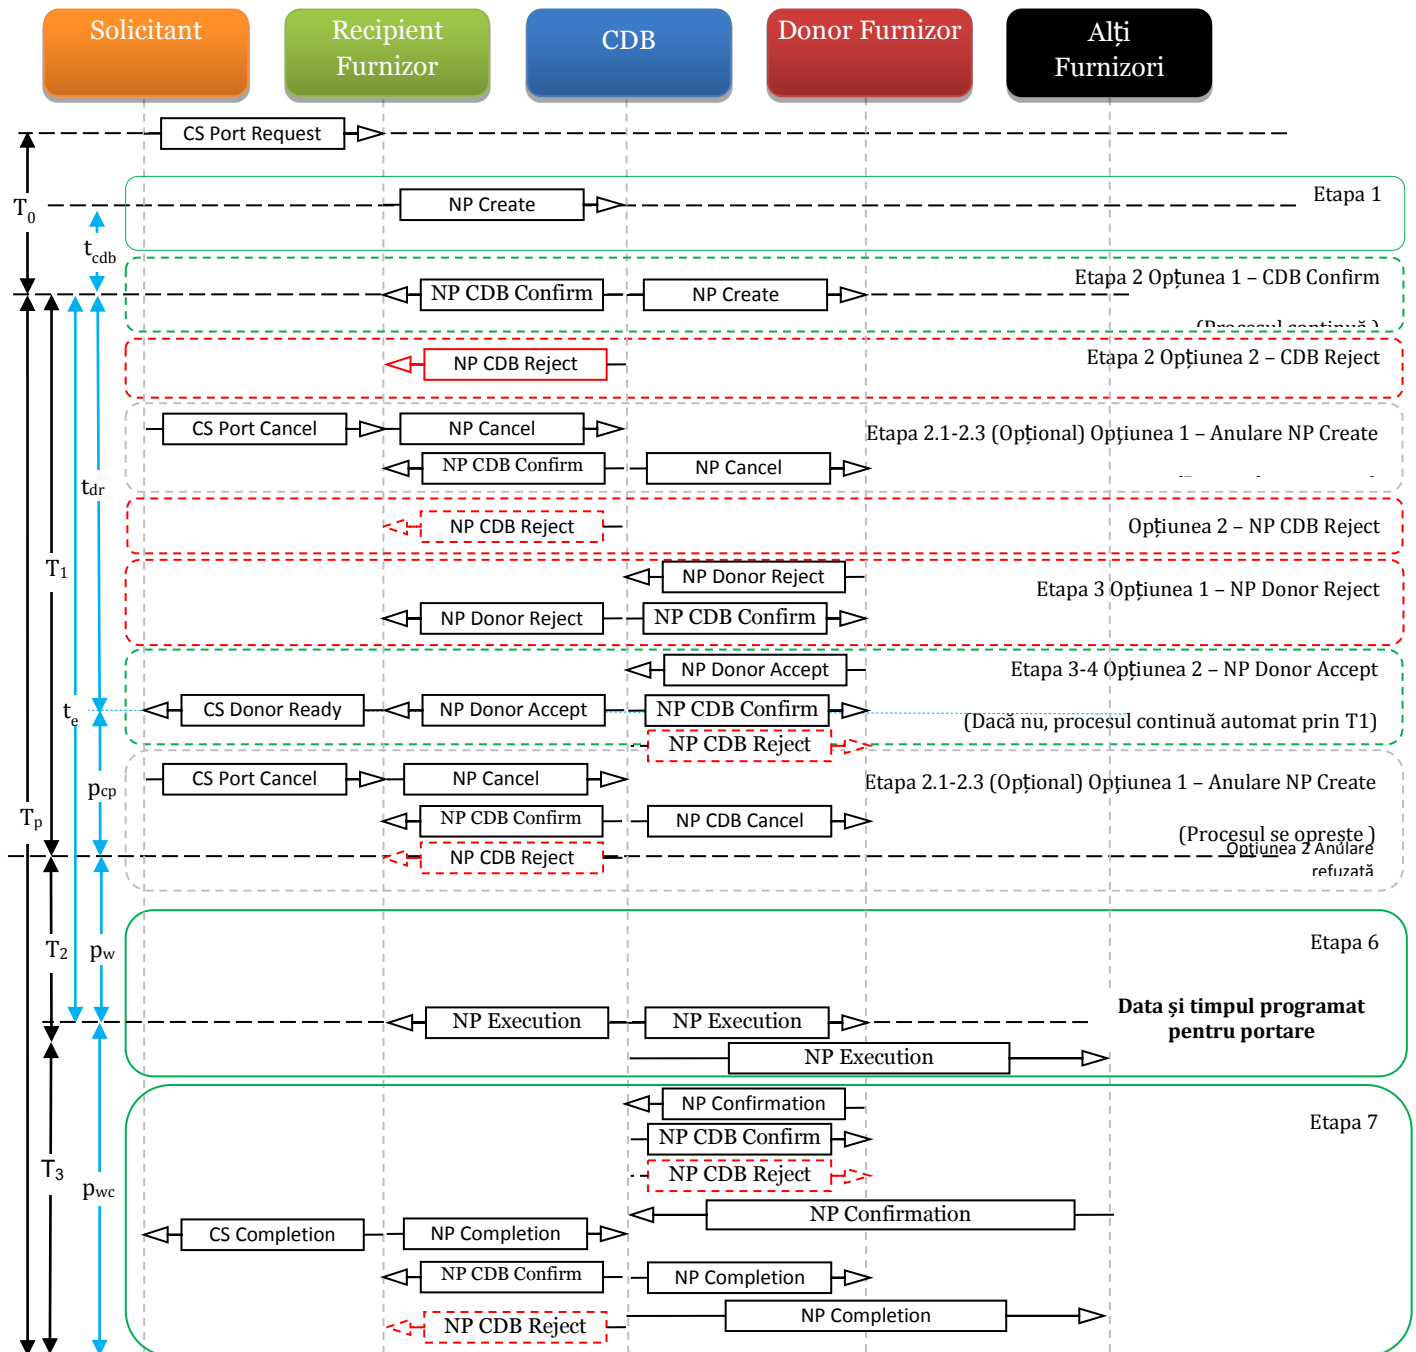 Solicitant
Recipient
Furnizor
CDB
Donor Furnizor
Alți
Furnizori
CS Port Request
T0
Etapa 1
NP Create
tcdb
Etapa 2 Opțunea 1 – CDB Confirm
NP CDB Confirm
NP Create
(Procesul continuă )
Etapa 2 Opțiunea 2 – CDB Reject
NP CDB Reject
CS Port Cancel
NP Cancel
Etapa 2.1-2.3 (Opțional) Opțiunea 1 – Anulare NP Create
NP CDB Confirm
NP Cancel
tdr
Opțiunea 2 – NP CDB Reject
NP CDB Reject
T1
NP Donor Reject
Etapa 3 Opțiunea 1 – NP Donor Reject
NP Donor Reject
NP CDB Confirm
NP Donor Accept
Etapa 3-4 Opțiunea 2 – NP Donor Accept
te
CS Donor Ready
NP Donor Accept
NP CDB Confirm
(Dacă nu, procesul continuă automat prin T1)
NP CDB Reject
CS Port Cancel
NP Cancel
Etapa 2.1-2.3 (Opțional) Opțiunea 1 – Anulare NP Create
pcp
Tp
NP CDB Confirm
NP CDB Cancel
(Procesul se oprește )
NP CDB Reject
Opțiunea 2 Anulare
refuzată
T2
pw
Etapa 6
Data și timpul programat
pentru portare
NP Execution
NP Execution
NP Execution
NP Confirmation
Etapa 7
NP CDB Confirm
T3
pwc
NP CDB Reject
NP Confirmation
CS Completion
NP Completion
NP CDB Confirm
NP Completion
NP Completion
NP CDB Reject